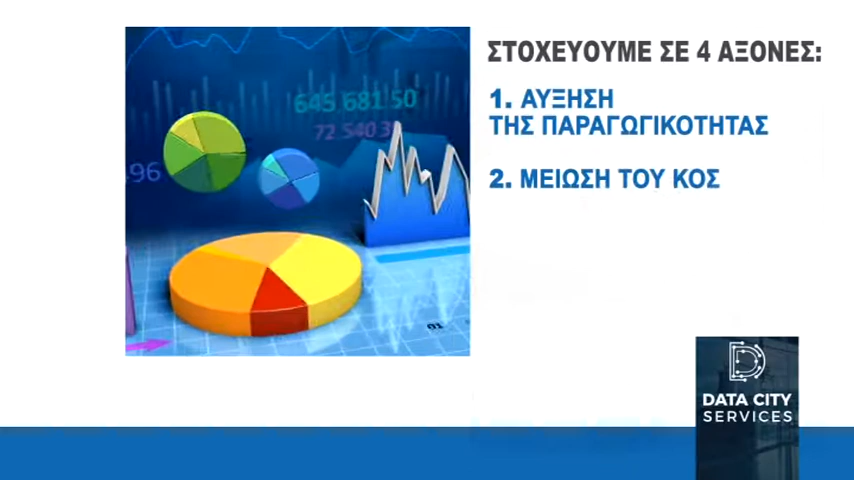 ΣΤΟΧΕΥΟΥΜΕ ΣΕ 4 ΑΞΟΝΕΣ:
1. ΑΥΞΗΣΗ
ΤΗΣ ΠΑΡΑΓΩΓΙΚΟΤΗΤΑΣ
2. ΜΕΙΩΣΗ ΤΟΥ ΚΟΣ
645 681.50
72 540.3
96
01
DATA CITY
SERVICES